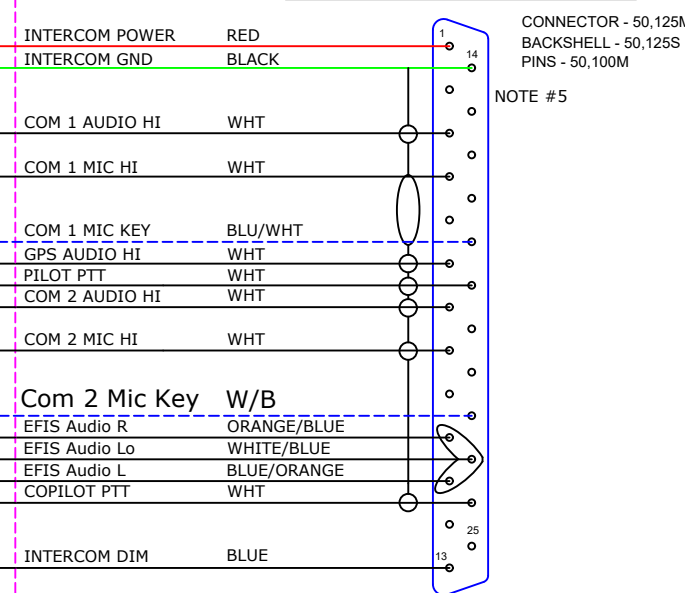 CONNECTOR - 50,125M
BACKSHELL - 50,125S
PINS - 50,100M
NOTE #5
INTERCOM POWER RED 1
INTERCOM GND BLACK 14
COM 1 AUDIO HI WHT
COM 1 MIC HI WHT
COM 1 MIC KEY BLU/WHT
GPS AUDIO HI WHT
PILOT PTT WHT
COM 2 AUDIO HI WHT
COM 2 MIC HI WHT
Com 2 Mic Key W/B
EFIS Audio R ORANGE/BLUE
EFIS Audio Lo WHITE/BLUE
EFIS Audio L BLUE/ORANGE
COPILOT PTT WHT
25
INTERCOM DIM BLUE 13